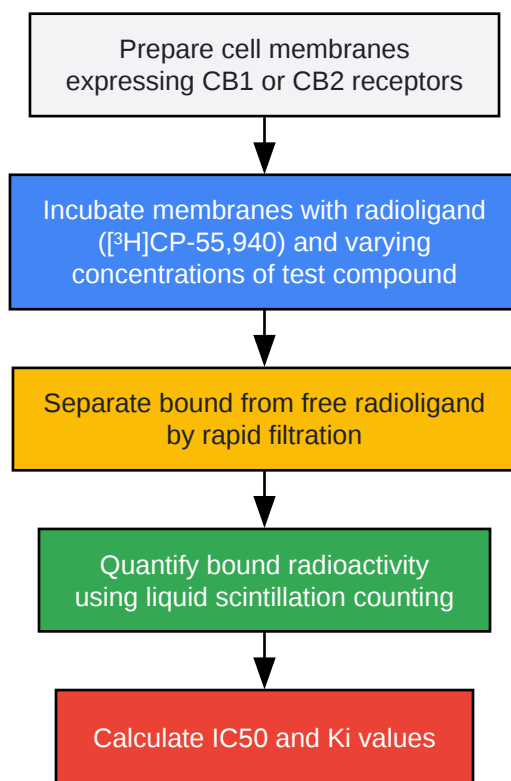 Prepare cell membranes
expressing CB1 or CB2 receptors
Incubate membranes with radioligand
([³H]CP-55,940) and varying
concentrations of test compound
Separate bound from free radioligand
by rapid filtration
Quantify bound radioactivity
using liquid scintillation counting
Calculate IC50 and Ki values